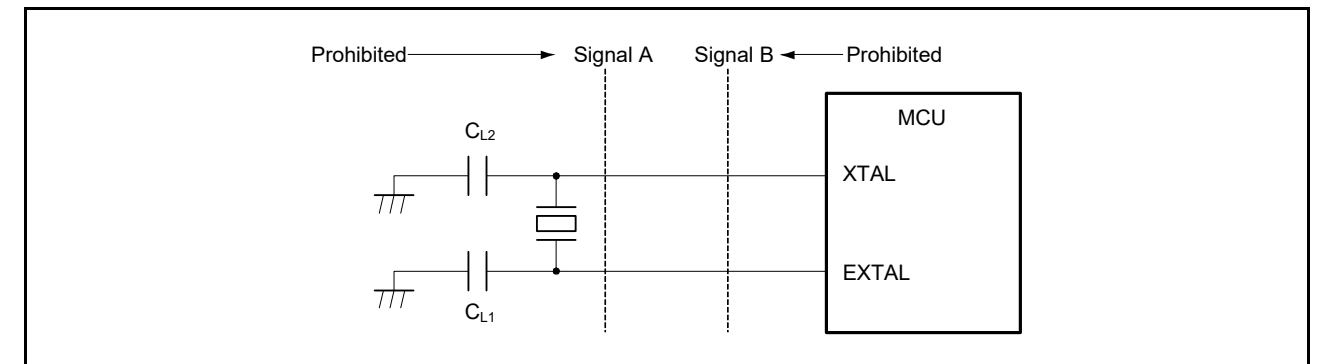 Prohibited Signal A Signal B Prohibited
MCU
CL2
XTAL
EXTAL
CL1